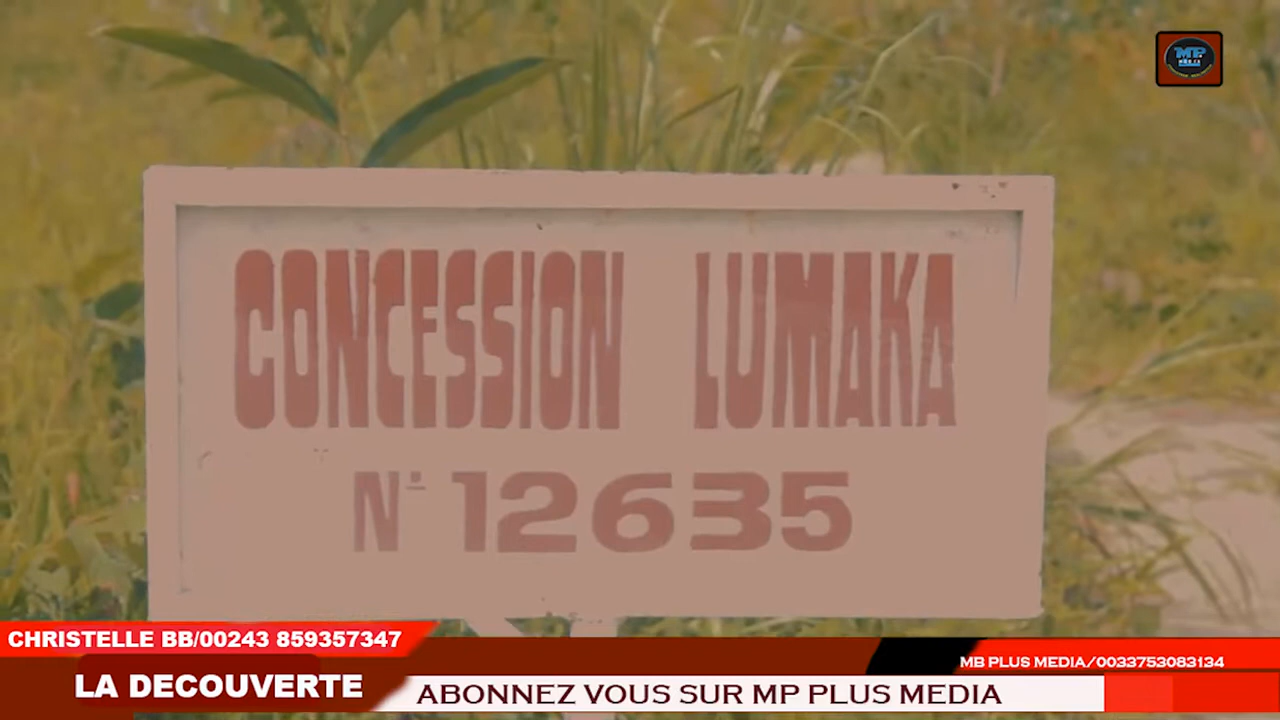 MP
CONCESSION LUMAKA
N° 12635
CHRISTELLE BB/00243 859357347
MB PLUS MEDIA/0033753083134
LA DECOUVERTE
ABONNEZ VOUS SUR MP PLUS MEDIA